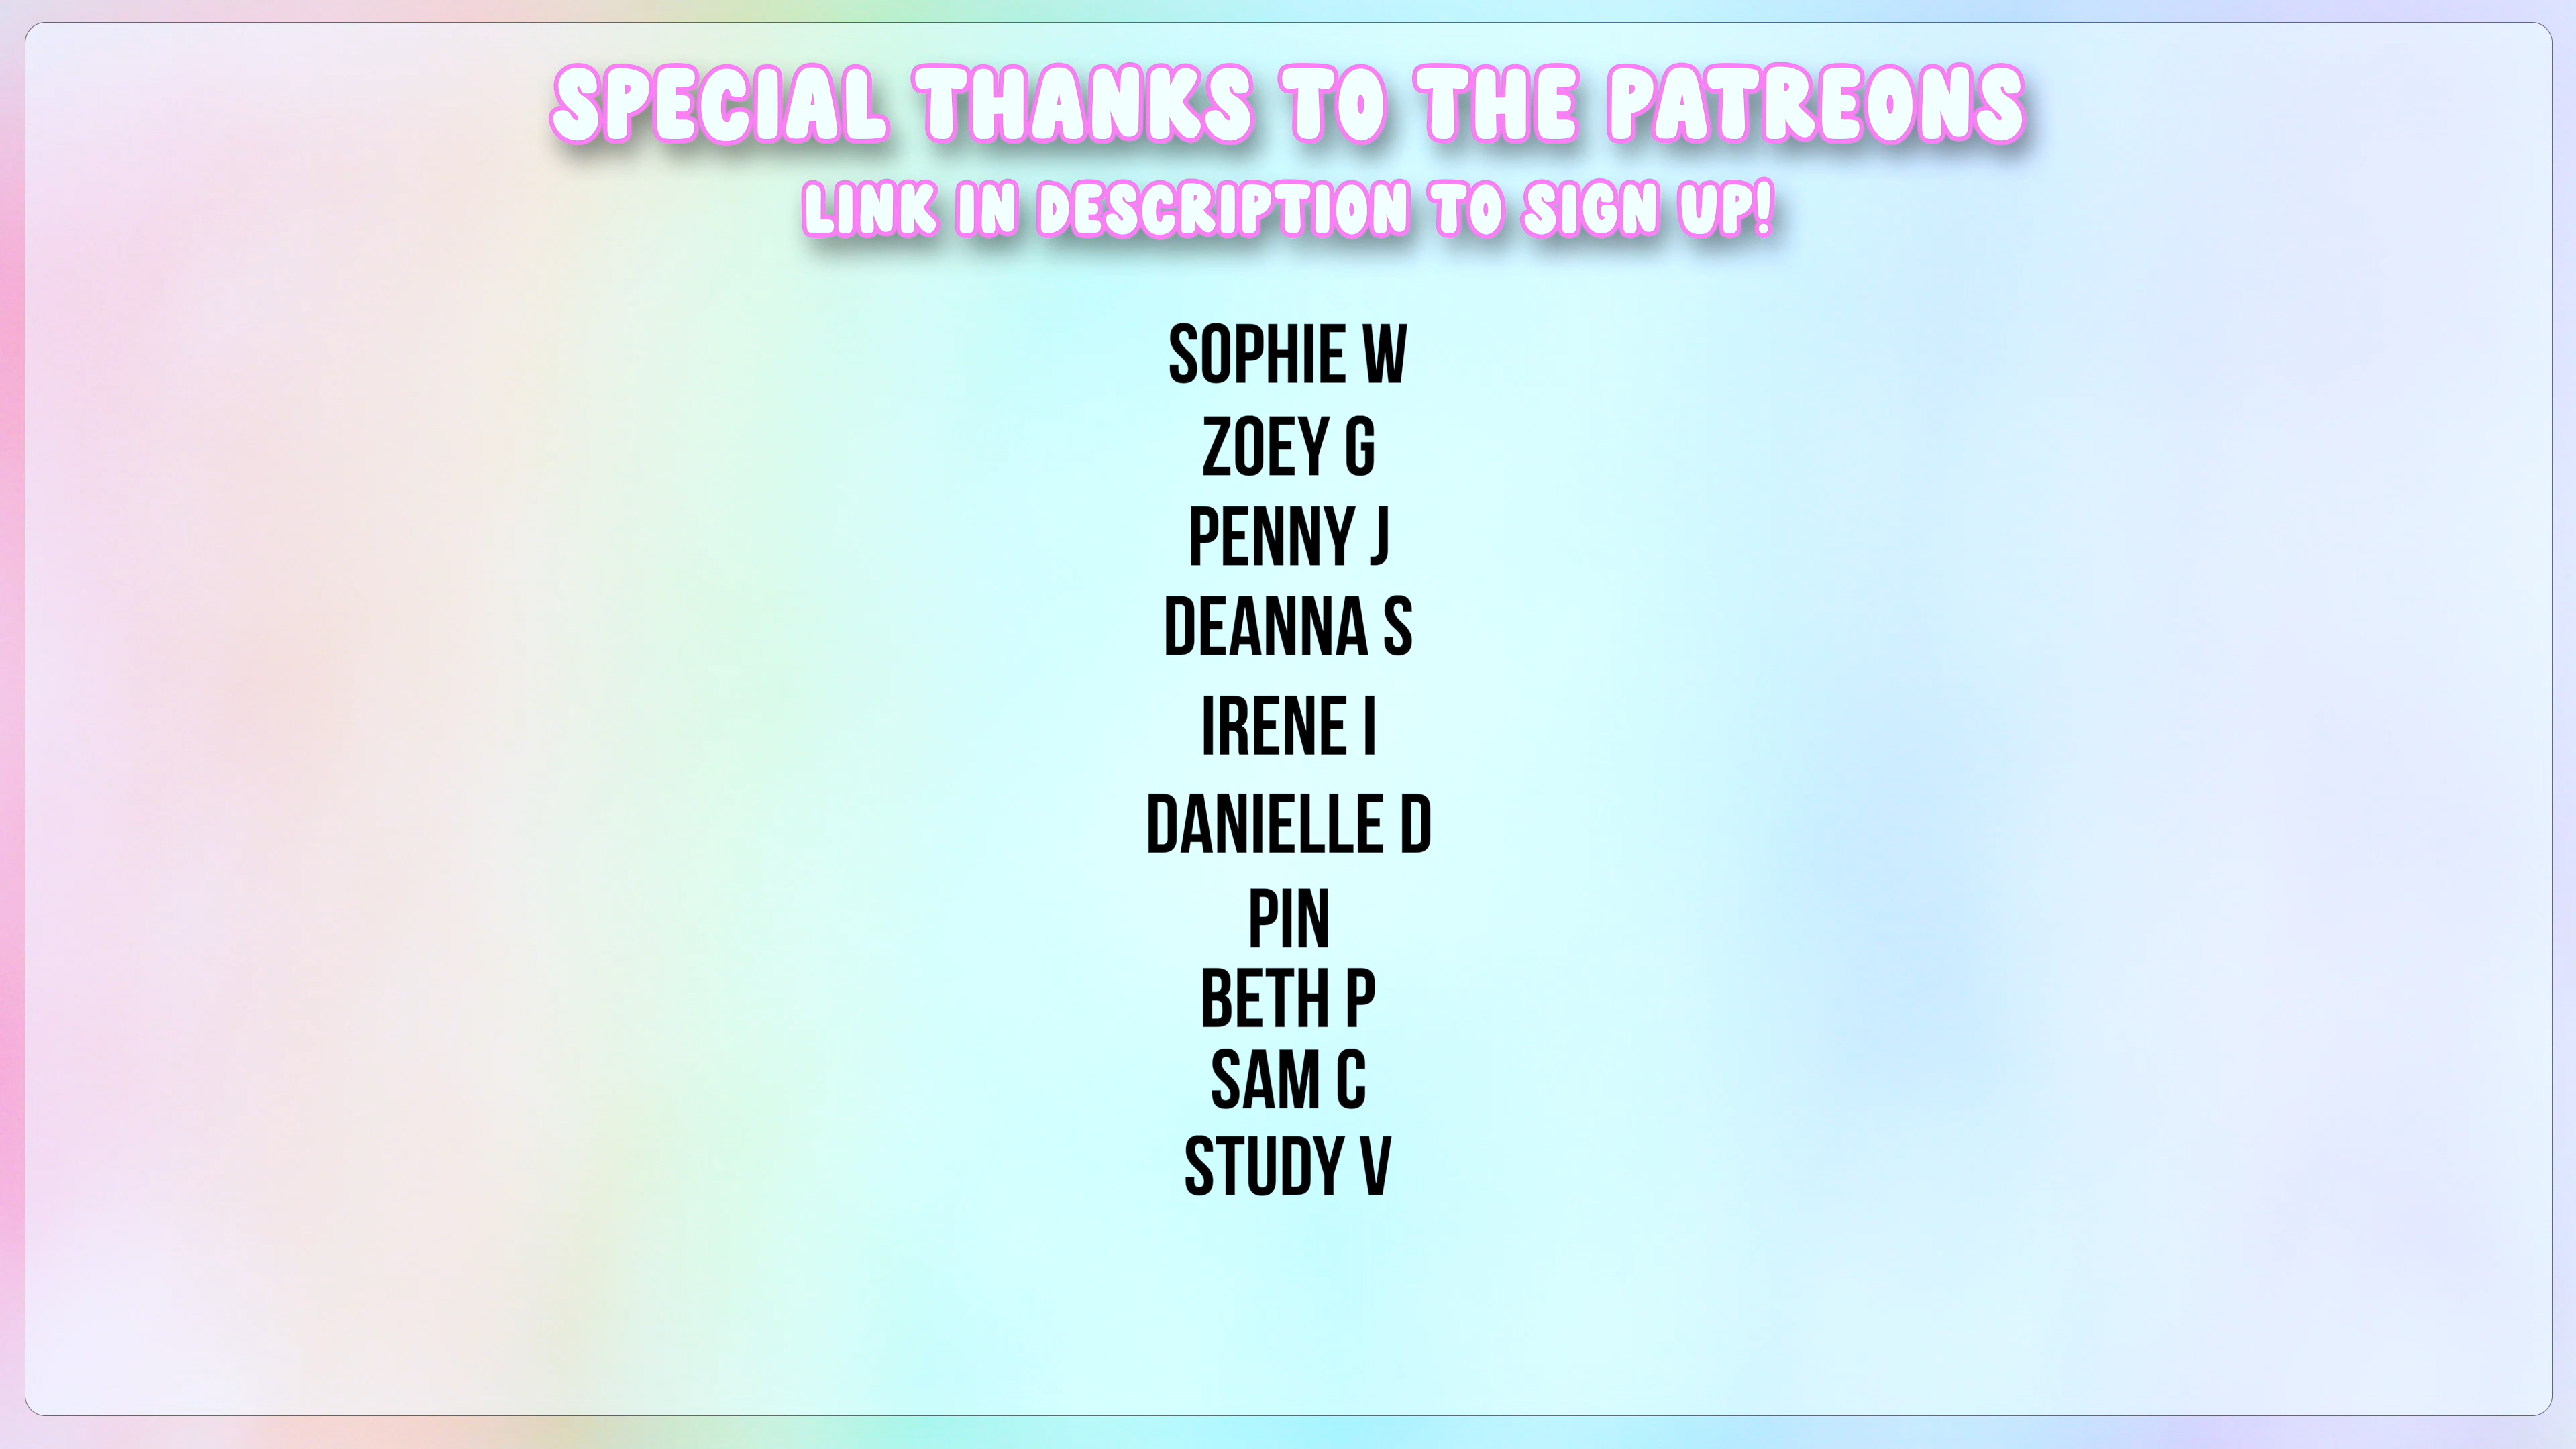 SPECIAL THANKS TO THE PATREONS
LINK IN DESCRIPTION TO SIGN UP!
SOPHIE W
ZOEY G
PENNY J
DEANNA S
IRENE I
DANIELLE D
PIN
BETH P
SAM C
STUDY V